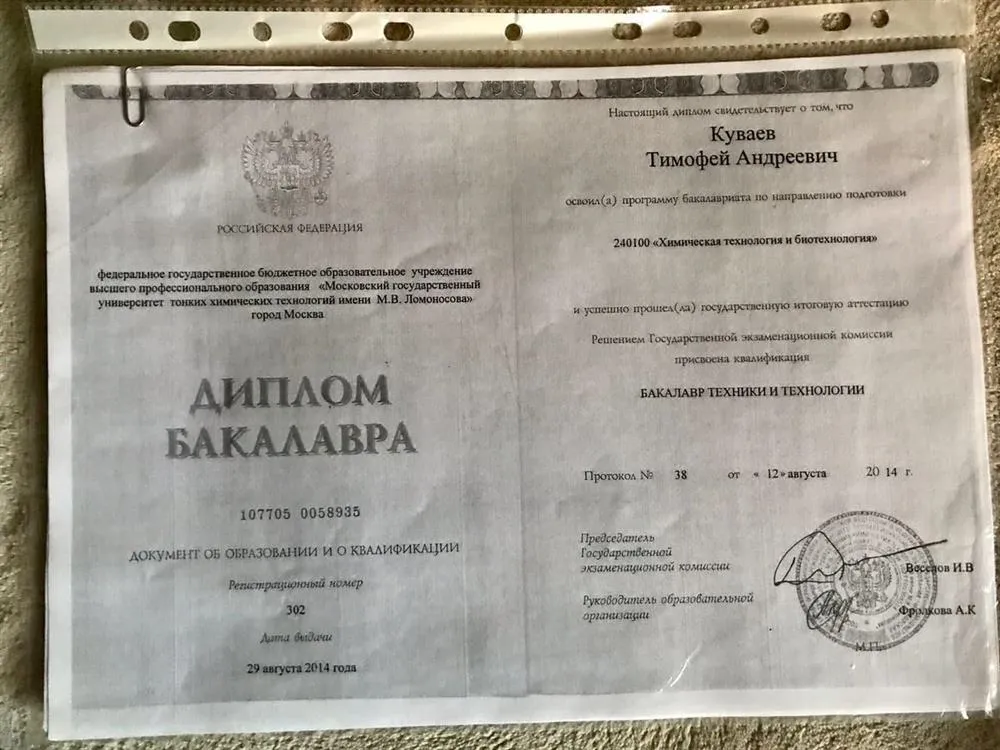 РОССИЙСКАЯ ФЕДЕРАЦИЯ
федеральное государственное бюджетное образовательное учреждение
высшего профессионального образования «Московский государственный
университет тонких химических технологий имени М.В. Ломоносова»
город Москва
ДИПЛОМ
БАКАЛАВРА
107705 0058935
ДОКУМЕНТ ОБ ОБРАЗОВАНИИ И О КВАЛИФИКАЦИИ
Регистрационный номер
302
Дата выдачи
29 августа 2014 года
Настоящий диплом свидетельствует о том, что
Куваев
Тимофей Андреевич
освоил(а) программу бакалавриата по направлению подготовки
240100 «Химическая технология и биотехнология»
и успешно прошел(ла) государственную итоговую аттестацию
Решением Государственной экзаменационной комиссии
присвоена квалификация
БАКАЛАВР ТЕХНИКИ И ТЕХНОЛОГИИ
Протокол № 38 от « 12» августа 20 14 г.
Председатель
Государственной
экзаменационной комиссии
Веселов И.В
Руководитель образовательной
организации
Фролкова А.К
М.П.